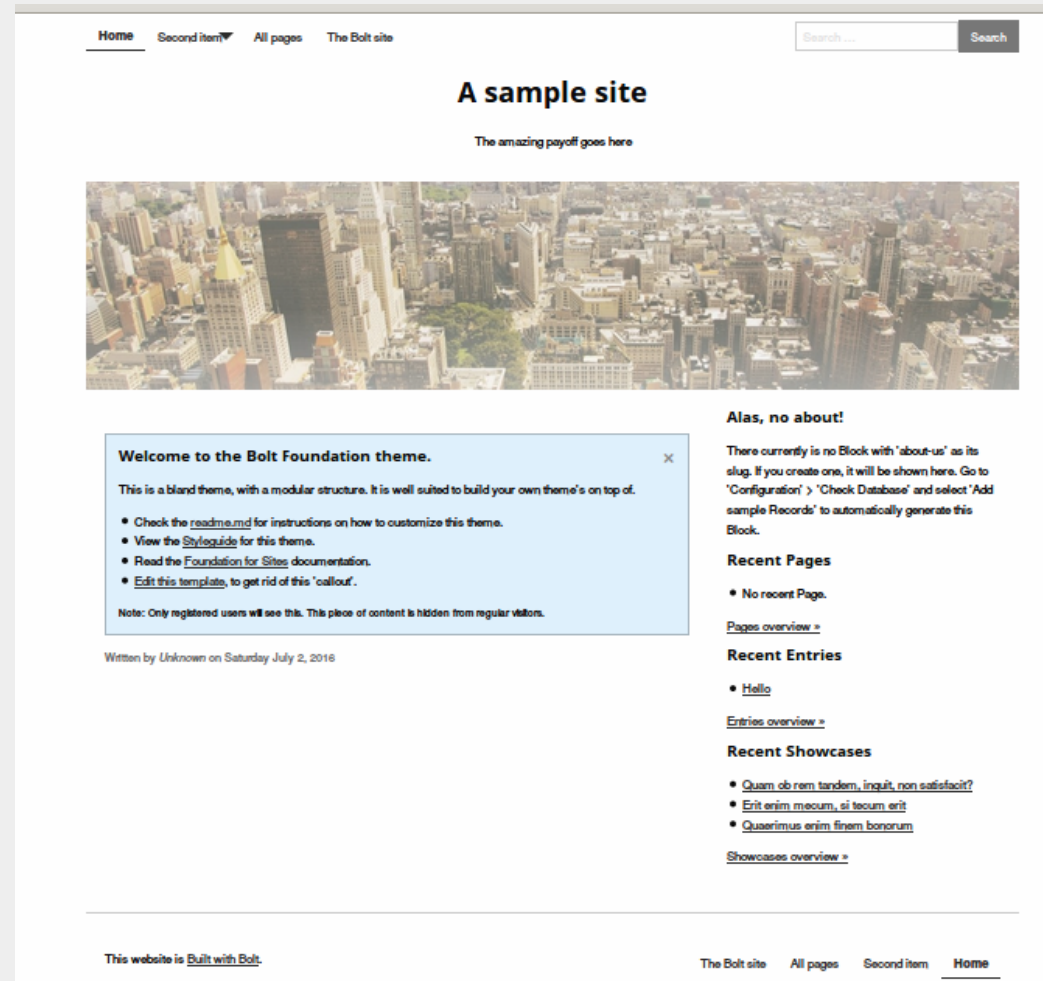 Home Second item All pages The Bolt site Search ... Search
A sample site
The amazing payoff goes here
Welcome to the Bolt Foundation theme. ×
This is a bland theme, with a modular structure. It is well suited to build your own theme's on top of.
Check the readme.md for instructions on how to customize this theme.
View the Styleguide for this theme.
Read the Foundation for Sites documentation.
Edit this template, to get rid of this 'callout'.
Note: Only registered users will see this. This piece of content is hidden from regular visitors.
Written by Unknown on Saturday July 2, 2016
Alas, no about!
There currently is no Block with 'about-us' as its
slug. If you create one, it will be shown here. Go to
'Configuration' > 'Check Database' and select 'Add
sample Records' to automatically generate this
Block.
Recent Pages
No recent Page.
Pages overview »
Recent Entries
Hello
Entries overview »
Recent Showcases
Quam ob rem tandem, inquit, non satisfacit?
Erit enim mecum, si tecum erit
Quaerimus enim finem bonorum
Showcases overview »
This website is Built with Bolt.
The Bolt site All pages Second item Home